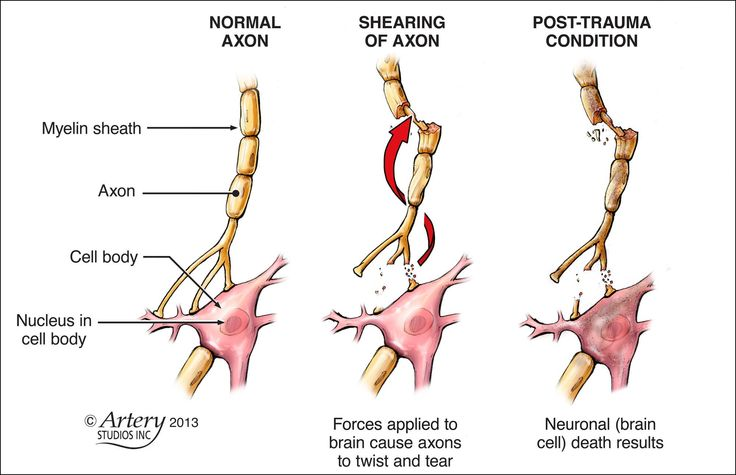 NORMAL
AXON
SHEARING
OF AXON
POST-TRAUMA
CONDITION
Myelin sheath
Axon
Cell body
Nucleus in
cell body
© Artery 2013
STUDIOS INC
Forces applied to
brain cause axons
to twist and tear
Neuronal (brain
cell) death results